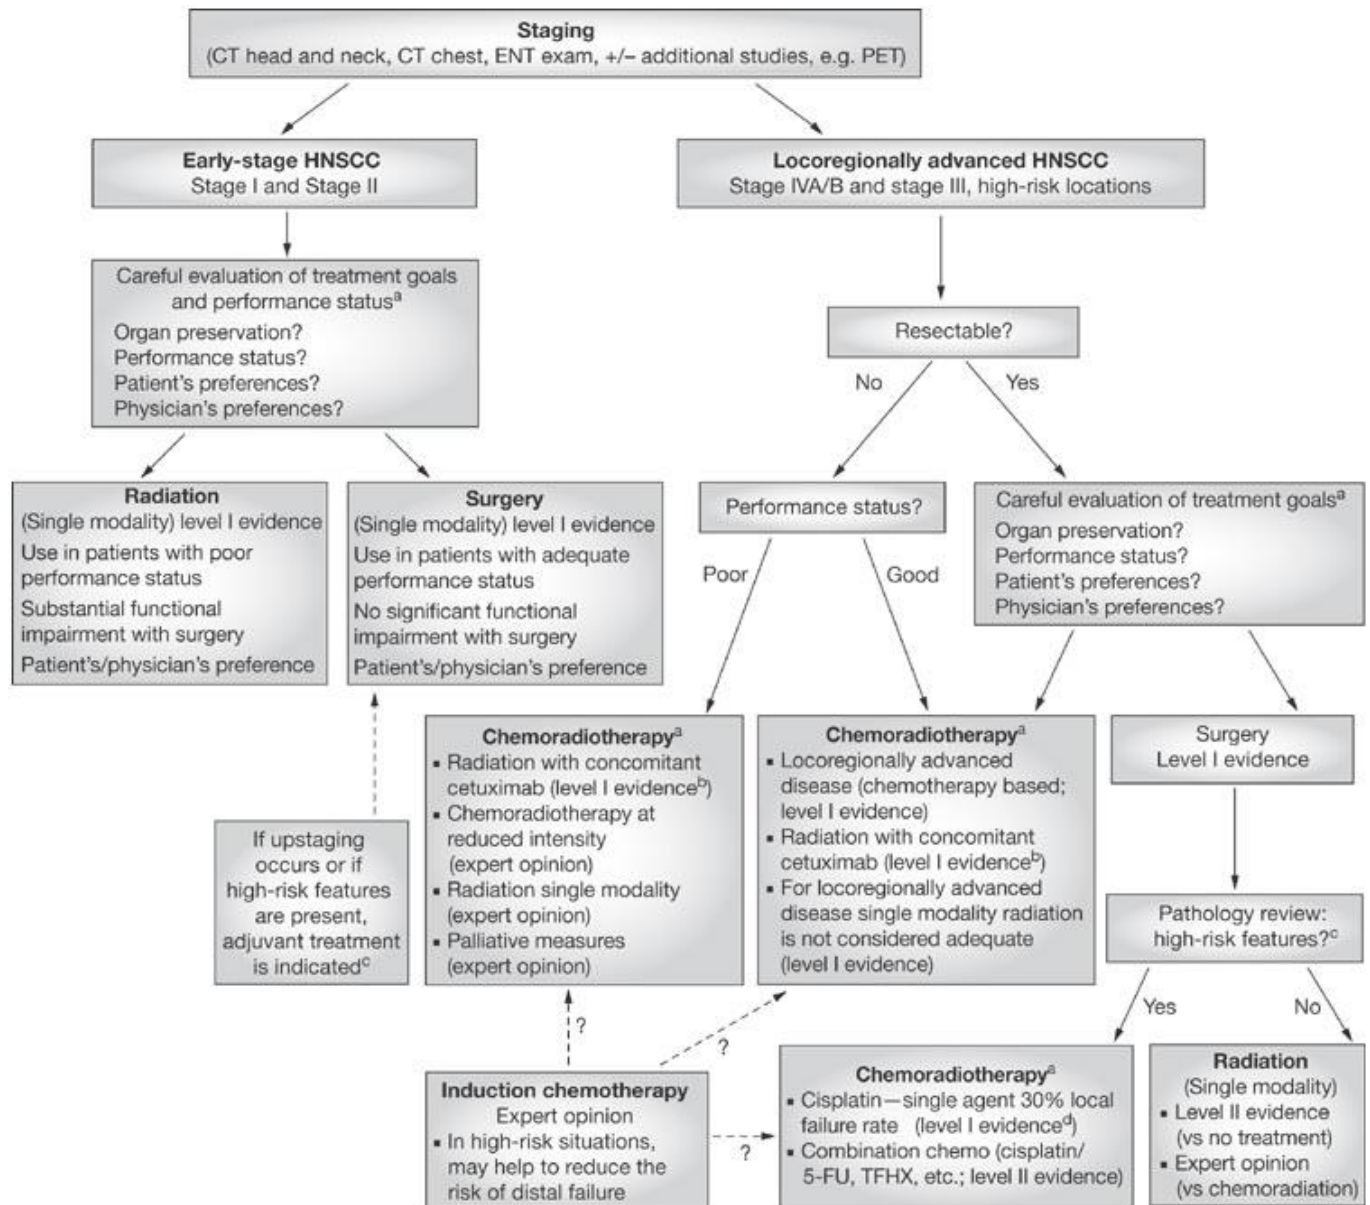 Staging
(CT head and neck, CT chest, ENT exam, +/– additional studies, e.g. PET)
Early-stage HNSCC
Stage I and Stage II
Locoregionally advanced HNSCC
Stage IVA/B and stage III, high-risk locations
Careful evaluation of treatment goals
and performance statusᵃ
Organ preservation?
Performance status?
Patient's preferences?
Physician's preferences?
Resectable?
No
Yes
Radiation
(Single modality) level I evidence
Use in patients with poor
performance status
Substantial functional
impairment with surgery
Patient's/physician's preference
Surgery
(Single modality) level I evidence
Use in patients with adequate
performance status
No significant functional
impairment with surgery
Patient's/physician's preference
Performance status?
Poor
Good
Careful evaluation of treatment goalsᵃ
Organ preservation?
Performance status?
Patient's preferences?
Physician's preferences?
If upstaging
occurs or if
high-risk features
are present,
adjuvant treatment
is indicatedᶜ
Chemoradiotherapyᵃ
▪ Radiation with concomitant
cetuximab (level I evidenceᵇ)
▪ Chemoradiotherapy at
reduced intensity
(expert opinion)
▪ Radiation single modality
(expert opinion)
▪ Palliative measures
(expert opinion)
Chemoradiotherapyᵃ
▪ Locoregionally advanced
disease (chemotherapy based;
level I evidence)
▪ Radiation with concomitant
cetuximab (level I evidenceᵇ)
▪ For locoregionally advanced
disease single modality radiation
is not considered adequate
(level I evidence)
Surgery
Level I evidence
Pathology review:
high-risk features?ᶜ
Yes
No
?
?
?
Induction chemotherapy
Expert opinion
▪ In high-risk situations,
may help to reduce the
risk of distal failure
Chemoradiotherapyᵃ
▪ Cisplatin—single agent 30% local
failure rate (level I evidenceᵈ)
▪ Combination chemo (cisplatin/
5-FU, TFHX, etc.; level II evidence)
Radiation
(Single modality)
▪ Level II evidence
(vs no treatment)
▪ Expert opinion
(vs chemoradiation)